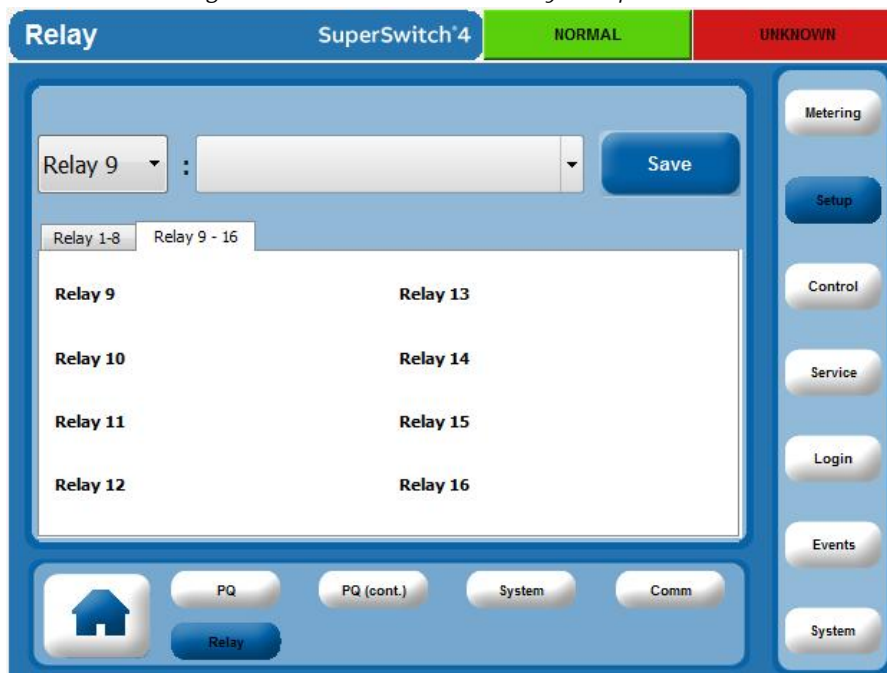 Relay SuperSwitch®4 NORMAL UNKNOWN
Metering
Relay 9 : Save
Setup
Relay 1-8 Relay 9 - 16
Relay 9 Relay 13
Control
Relay 10 Relay 14
Service
Relay 11 Relay 15
Login
Relay 12 Relay 16
Events
PQ PQ (cont.) System Comm
Relay
System